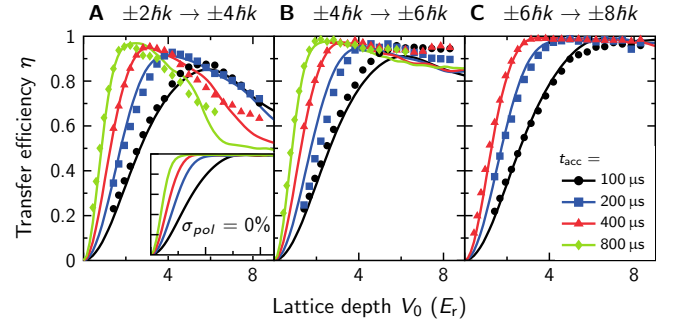 A ±2ℏk → ±4ℏk B ±4ℏk → ±6ℏk C ±6ℏk → ±8ℏk
Transfer efficiency η
1
0.8
0.6
0.4
0.2
0
σpol = 0%
tacc =
100 µs
200 µs
400 µs
800 µs
4 8 4 8 4 8
Lattice depth V0 (Er)